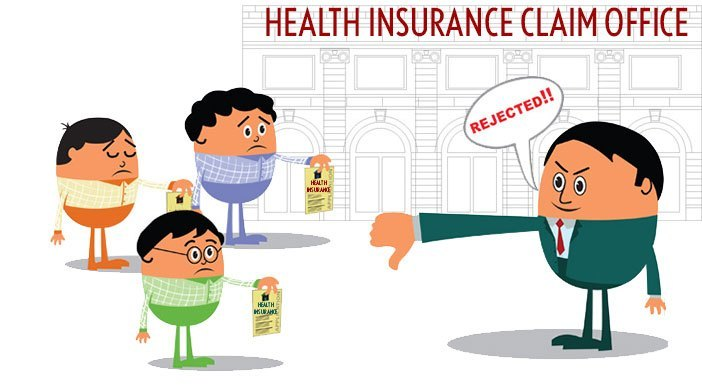 HEALTH INSURANCE CLAIM OFFICE
REJECTED!!
HEALTH
INSURANCE
HEALTH
INSURANCE